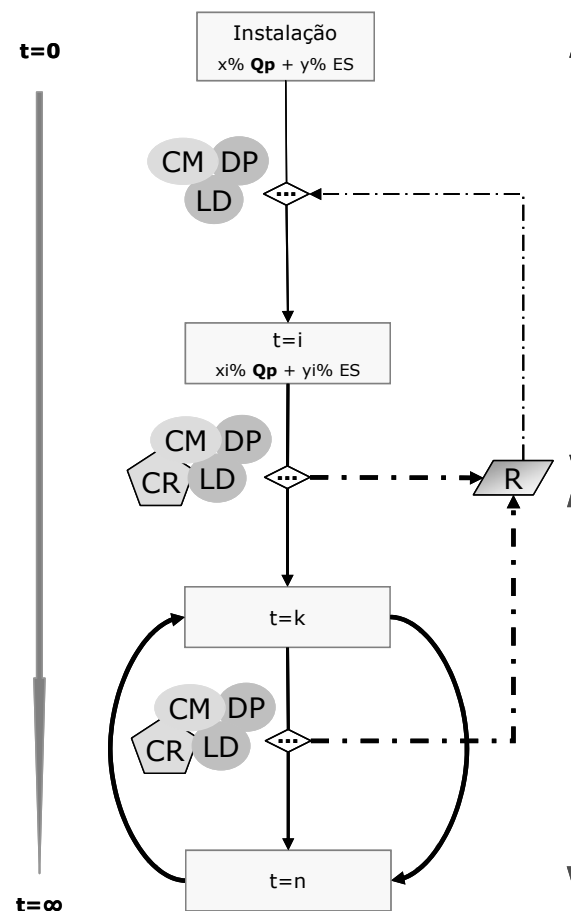 Instalação
x% Qp + y% ES
t=0
CM DP
LD
...
t=i
xi% Qp + yi% ES
CM DP
CR LD
...
R
t=k
CM DP
CR LD
...
t=n
t=∞